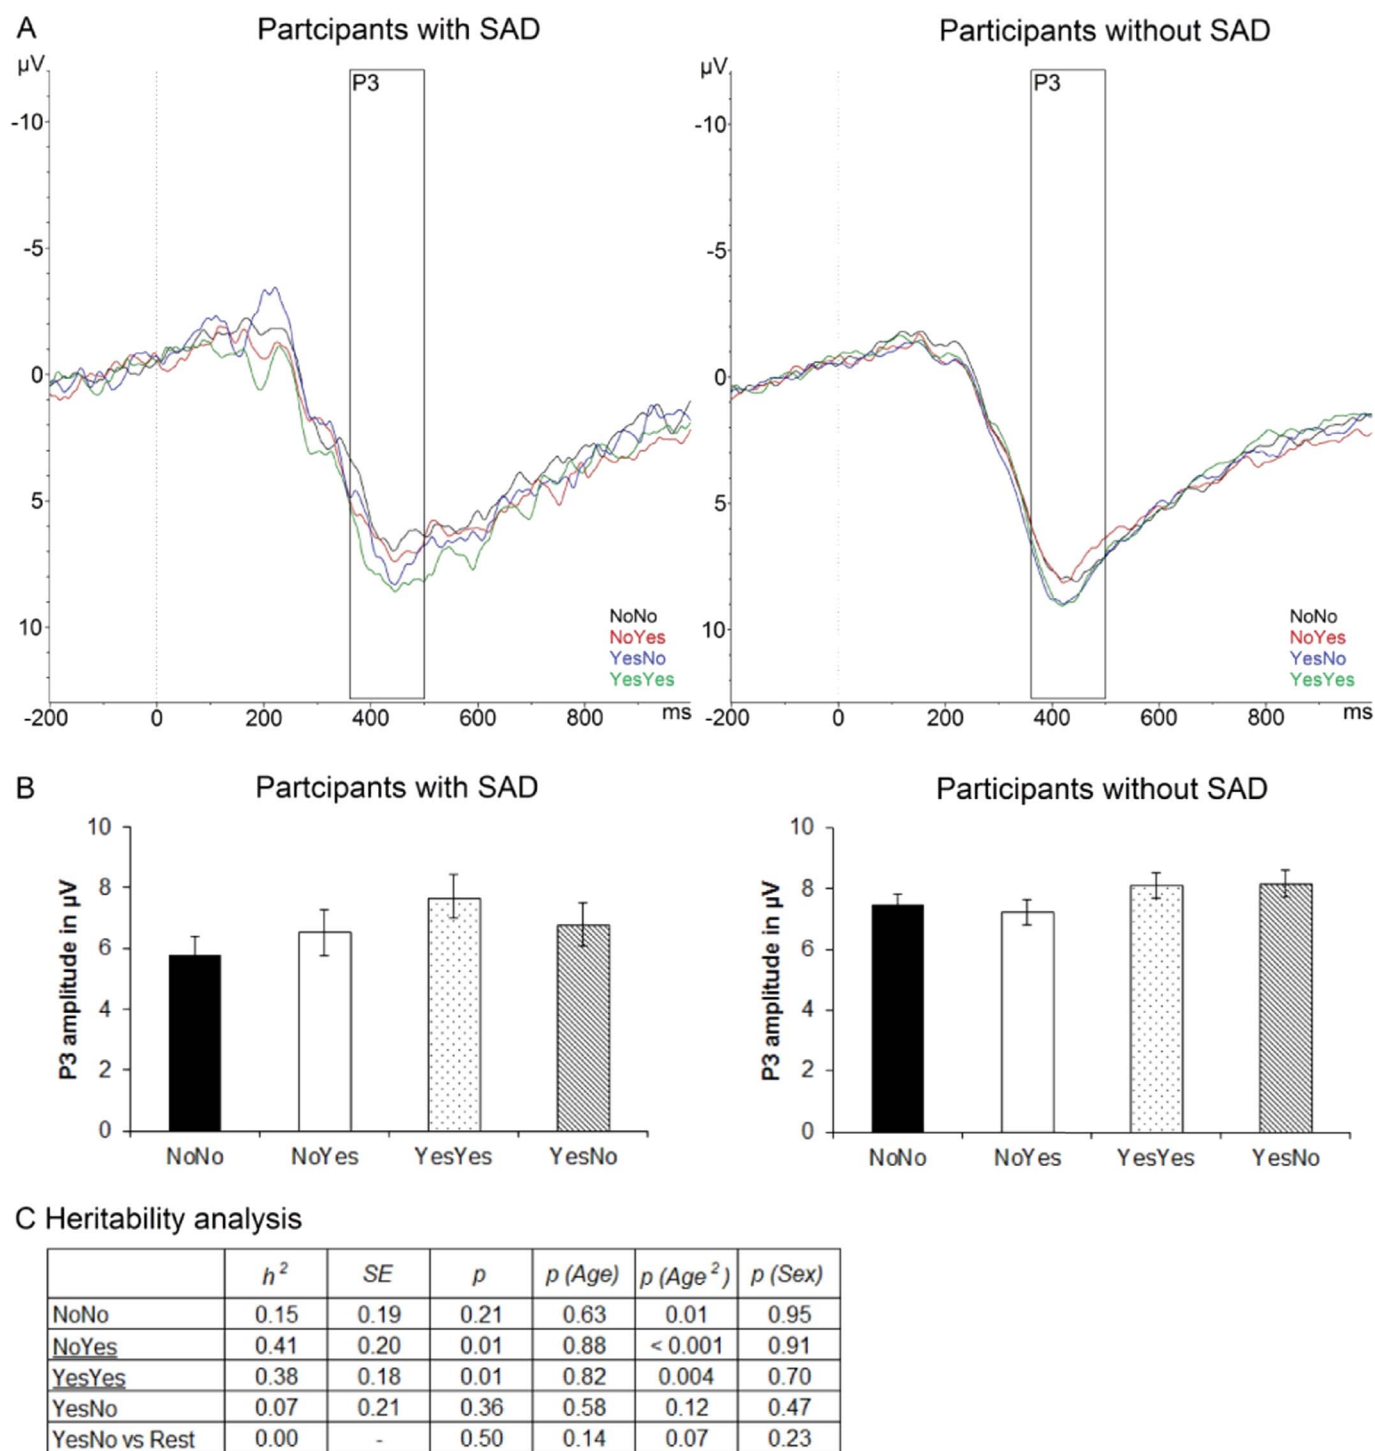 A
Partcipants with SAD
Participants without SAD
µV
P3
-10
-5
0
5
10
NoNo
NoYes
YesNo
YesYes
-200 0 200 400 600 800 ms
µV
P3
-10
-5
0
5
10
NoNo
NoYes
YesNo
YesYes
-200 0 200 400 600 800 ms
B
Partcipants with SAD
Participants without SAD
P3 amplitude in µV
10
8
6
4
2
0
NoNo NoYes YesYes YesNo
P3 amplitude in µV
10
8
6
4
2
0
NoNo NoYes YesYes YesNo
C Heritability analysis
h² SE p p (Age) p (Age²) p (Sex)
NoNo 0.15 0.19 0.21 0.63 0.01 0.95
NoYes 0.41 0.20 0.01 0.88 < 0.001 0.91
YesYes 0.38 0.18 0.01 0.82 0.004 0.70
YesNo 0.07 0.21 0.36 0.58 0.12 0.47
YesNo vs Rest 0.00 - 0.50 0.14 0.07 0.23